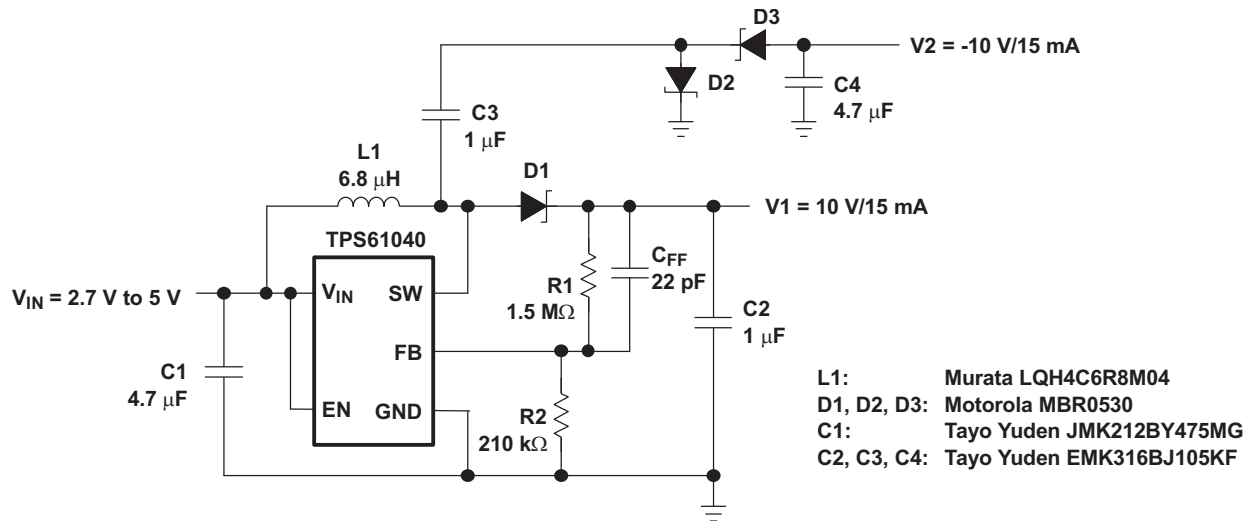 D3
V2 = -10 V/15 mA
D2
C4
4.7 μF
C3
1 μF
L1
6.8 μH
D1
V1 = 10 V/15 mA
TPS61040
VIN = 2.7 V to 5 V
VIN
SW
R1
1.5 MΩ
CFF
22 pF
C2
1 μF
FB
C1
4.7 μF
EN
GND
R2
210 kΩ
L1: Murata LQH4C6R8M04
D1, D2, D3: Motorola MBR0530
C1: Tayo Yuden JMK212BY475MG
C2, C3, C4: Tayo Yuden EMK316BJ105KF